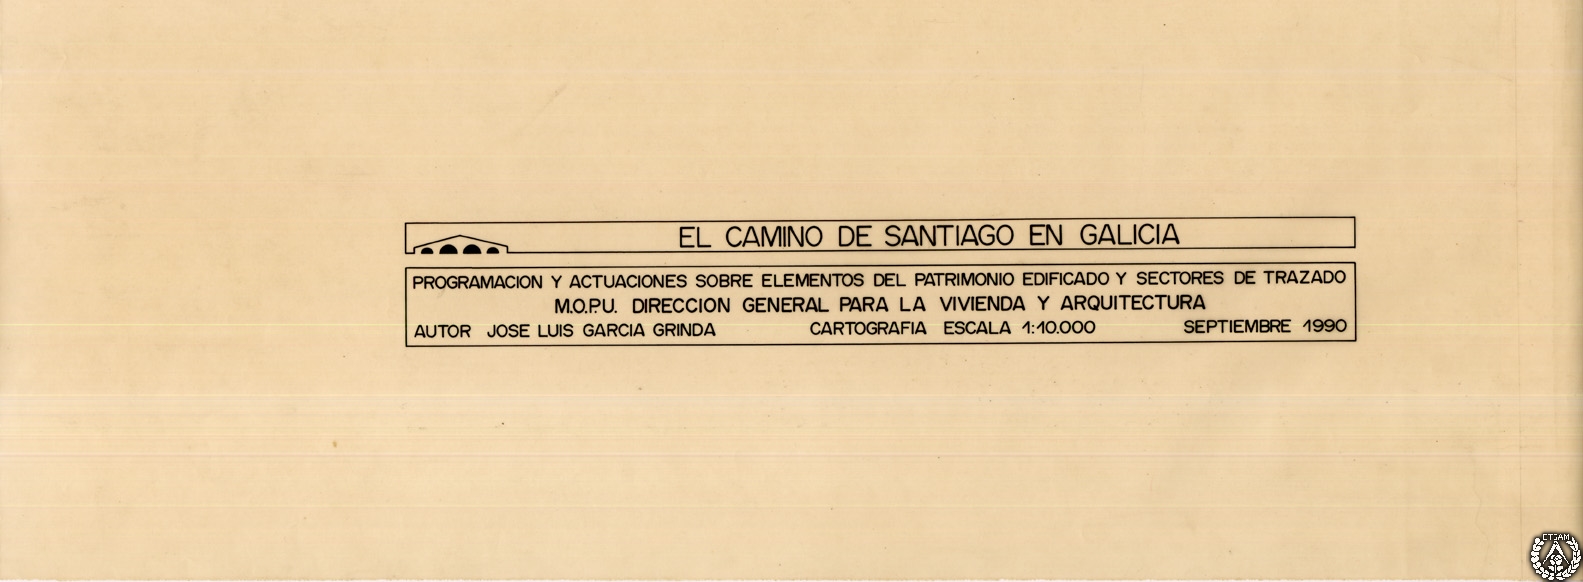 EL CAMINO DE SANTIAGO EN GALICIA
PROGRAMACION Y ACTUACIONES SOBRE ELEMENTOS DEL PATRIMONIO EDIFICADO Y SECTORES DE TRAZADO
M.O.P.U. DIRECCION GENERAL PARA LA VIVIENDA Y ARQUITECTURA
AUTOR JOSE LUIS GARCIA GRINDA CARTOGRAFIA ESCALA 1:10.000 SEPTIEMBRE 1990
ETSAM